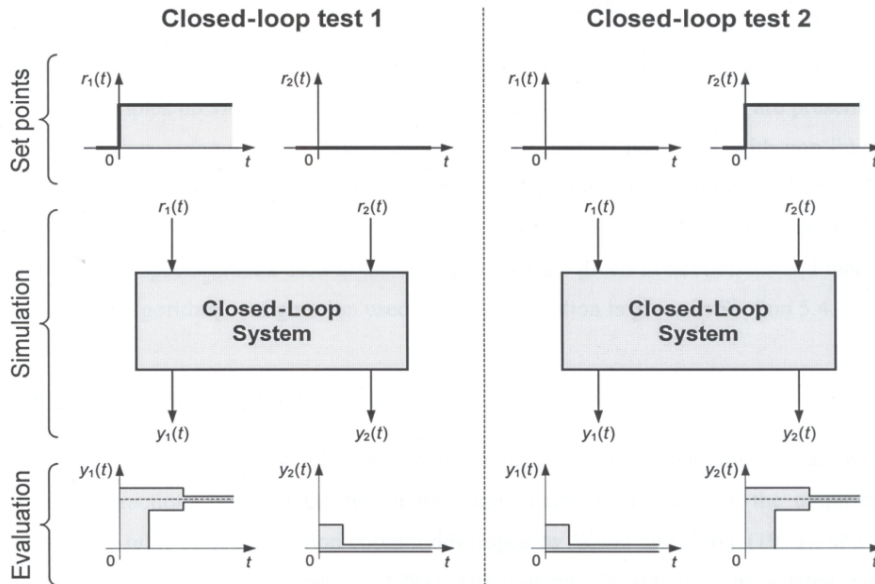 Closed-loop test 1
Closed-loop test 2
Set points
r₁(t)
0
t
r₂(t)
0
t
r₁(t)
0
t
r₂(t)
0
t
Simulation
r₁(t)
r₂(t)
Closed-Loop
System
y₁(t)
y₂(t)
r₁(t)
r₂(t)
Closed-Loop
System
y₁(t)
y₂(t)
Evaluation
y₁(t)
0
t
y₂(t)
0
t
y₁(t)
0
t
y₂(t)
0
t